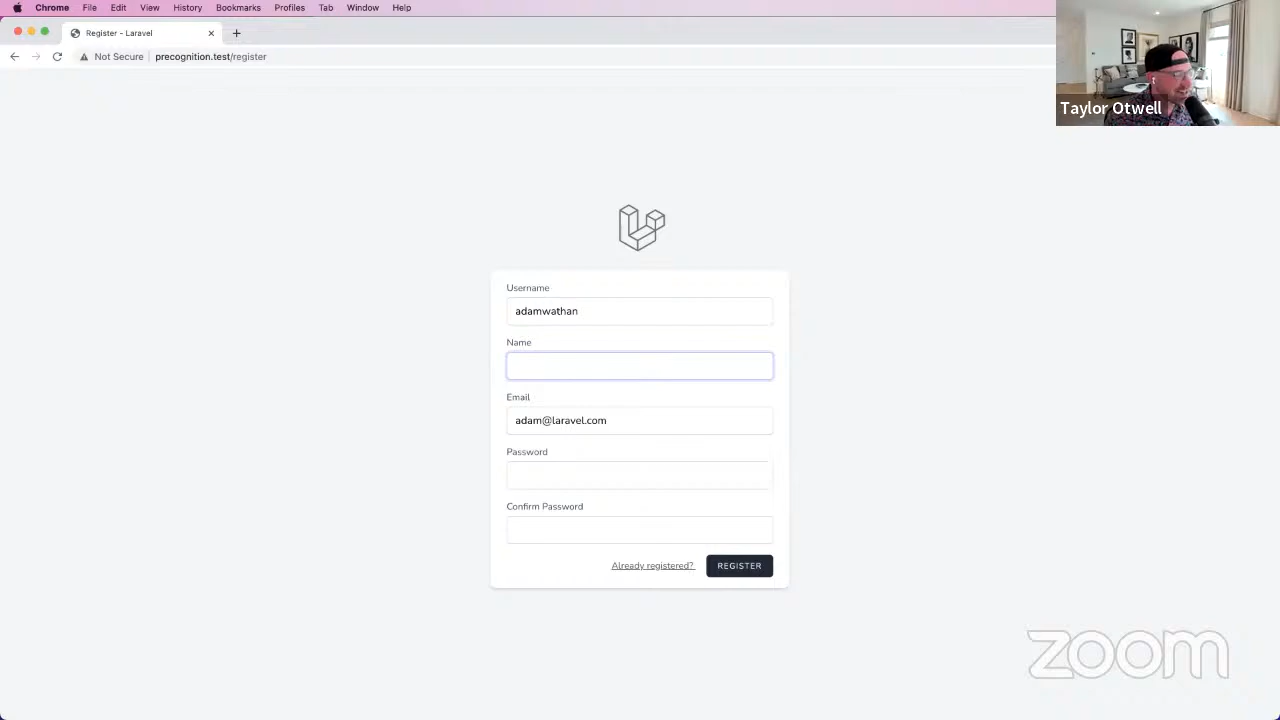 Chrome File Edit View History Bookmarks Profiles Tab Window Help
Register - Laravel
Not Secure precognition.test/register
Taylor Otwell
Username
adamwathan
Name
Email
adam@laravel.com
Password
Confirm Password
Already registered? REGISTER
zoom